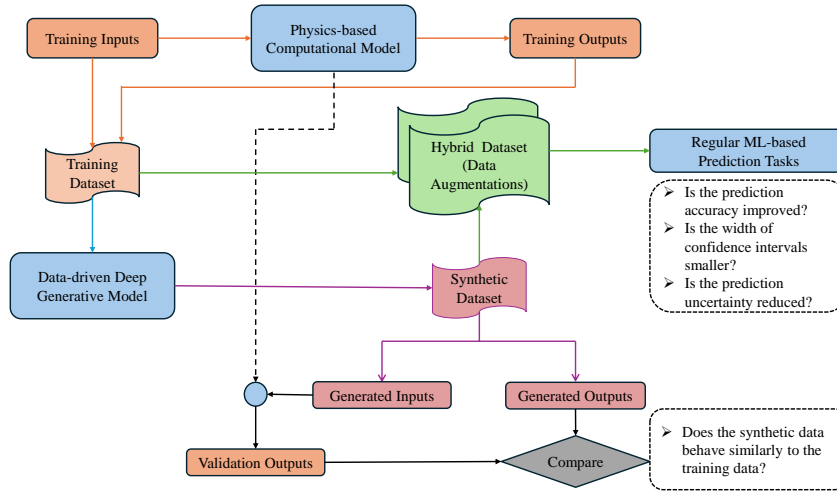 Training Inputs
Physics-based
Computational Model
Training Outputs
Training
Dataset
Hybrid Dataset
(Data
Augmentations)
Regular ML-based
Prediction Tasks
➢ Is the prediction
accuracy improved?
➢ Is the width of
confidence intervals
smaller?
➢ Is the prediction
uncertainty reduced?
Data-driven Deep
Generative Model
Synthetic
Dataset
Generated Inputs
Generated Outputs
Validation Outputs
Compare
➢ Does the synthetic data
behave similarly to the
training data?